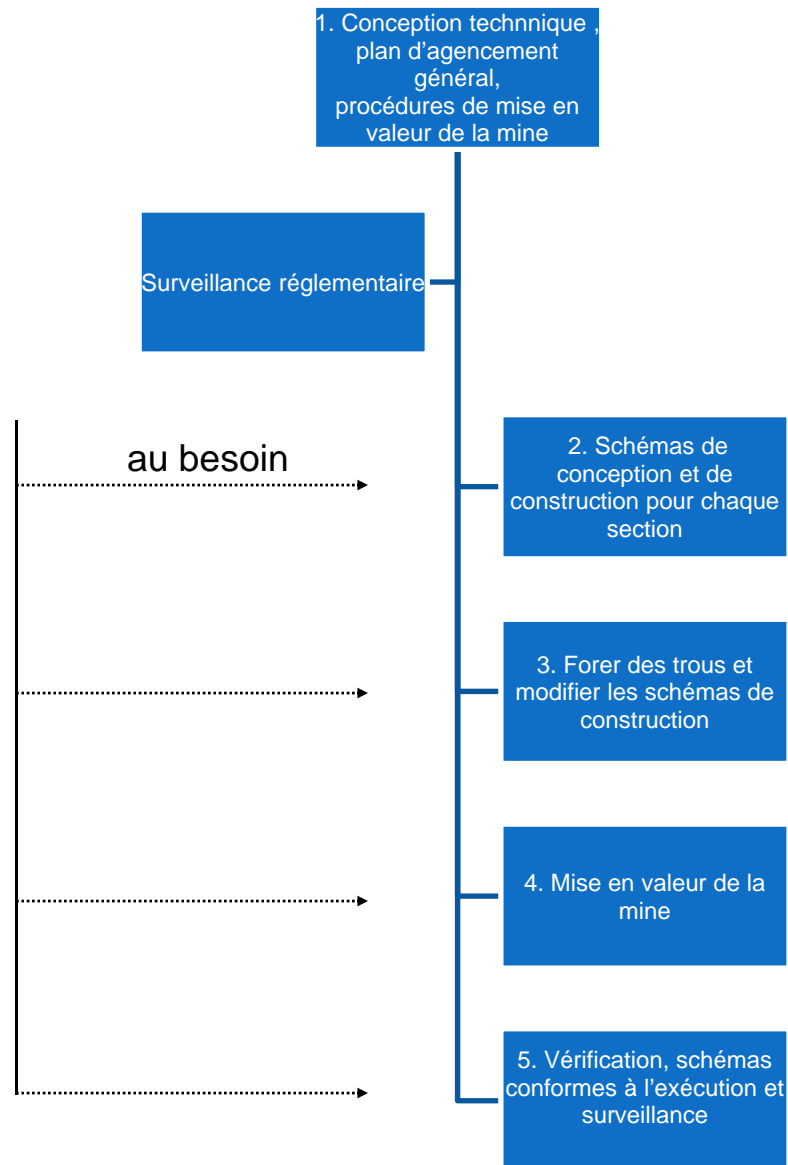 1. Conception technnique ,
plan d’agencement
général,
procédures de mise en
valeur de la mine
Surveillance réglementaire
au besoin
2. Schémas de
conception et de
construction pour chaque
section
3. Forer des trous et
modifier les schémas de
construction
4. Mise en valeur de la
mine
5. Vérification, schémas
conformes à l’exécution et
surveillance